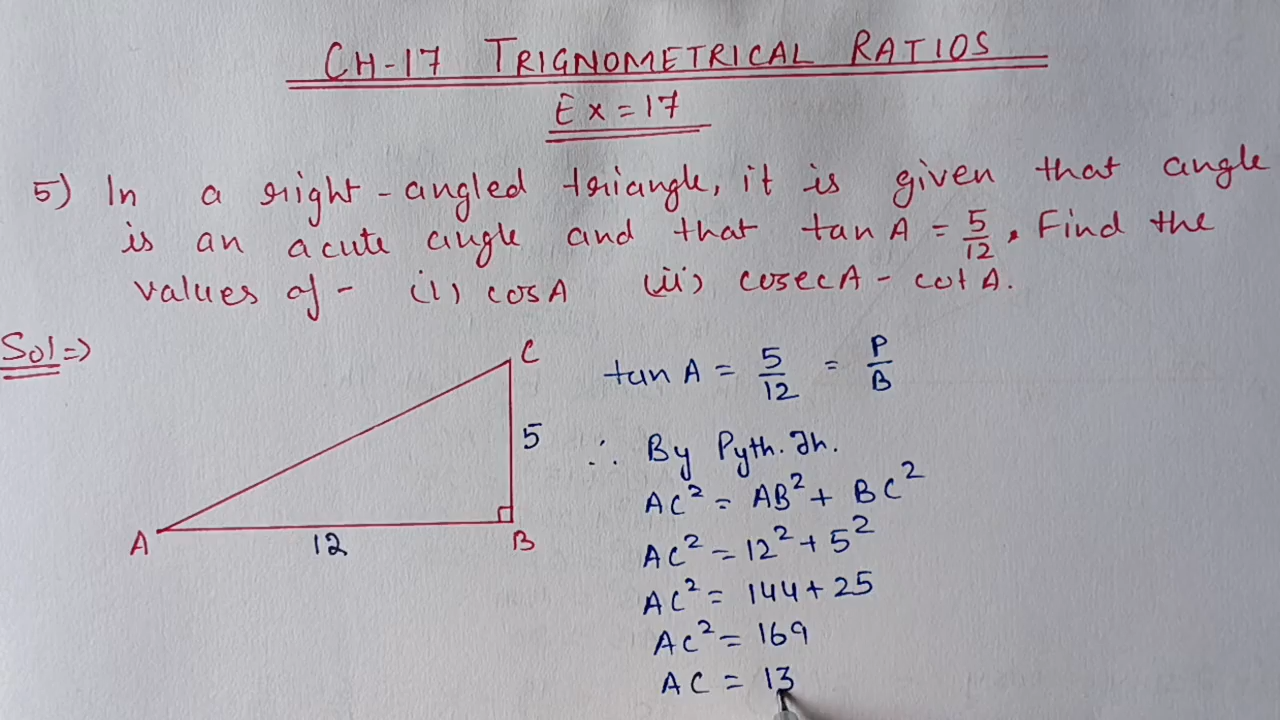 CH-17 TRIGNOMETRICAL RATIOS
Ex = 17
5) In a right-angled triangle, it is given that angle
is an acute angle and that tan A = 5/12. Find the
values of - (i) cosA (ii) cosecA - cot A.
Sol=>
C
tan A = 5/12 = P/B
5
∴ By Pyth. Th.
AC² = AB² + BC²
A
12
B
AC² = 12² + 5²
AC² = 144 + 25
AC² = 169
AC = 13